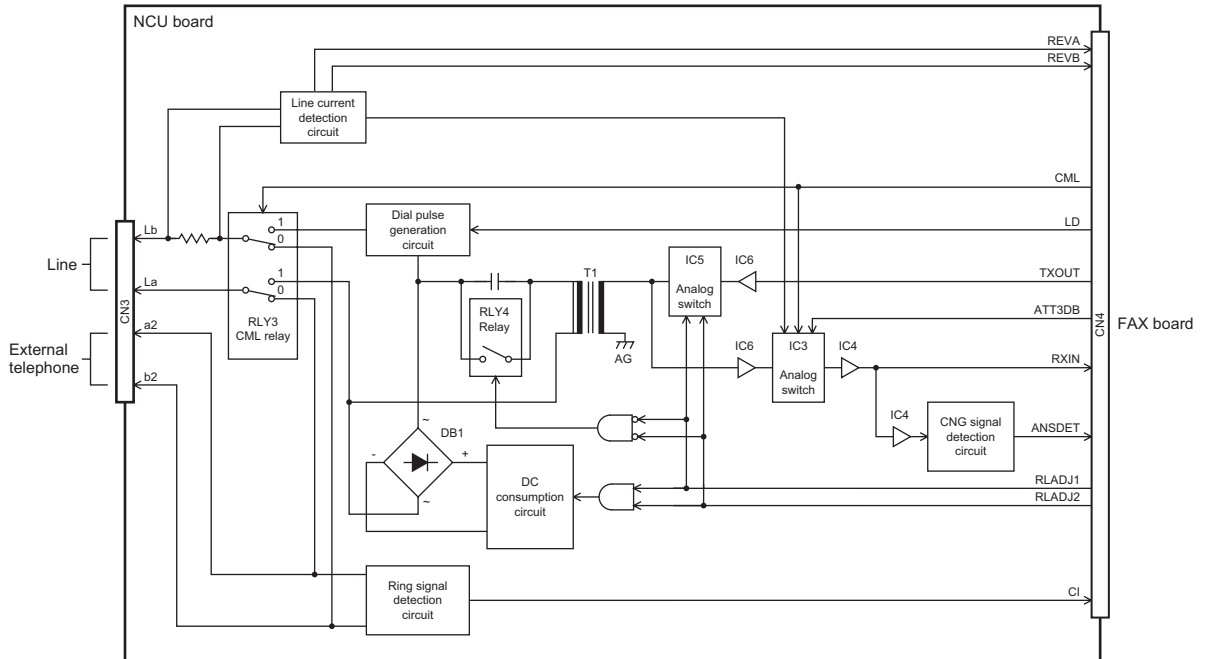 NCU board
REVA
REVB
Line current
detection
circuit
CML
Lb
1
0
Dial pulse
generation
circuit
LD
Line
La
1
0
IC5
Analog
switch
IC6
TXOUT
T1
CN3
RLY3
CML relay
RLY4
Relay
AG
ATT3DB
CN4
FAX board
a2
External
telephone
b2
IC6
IC3
Analog
switch
IC4
RXIN
IC4
CNG signal
detection
circuit
ANSDET
~
DB1
-
+
~
DC
consumption
circuit
RLADJ1
RLADJ2
Ring signal
detection
circuit
CI